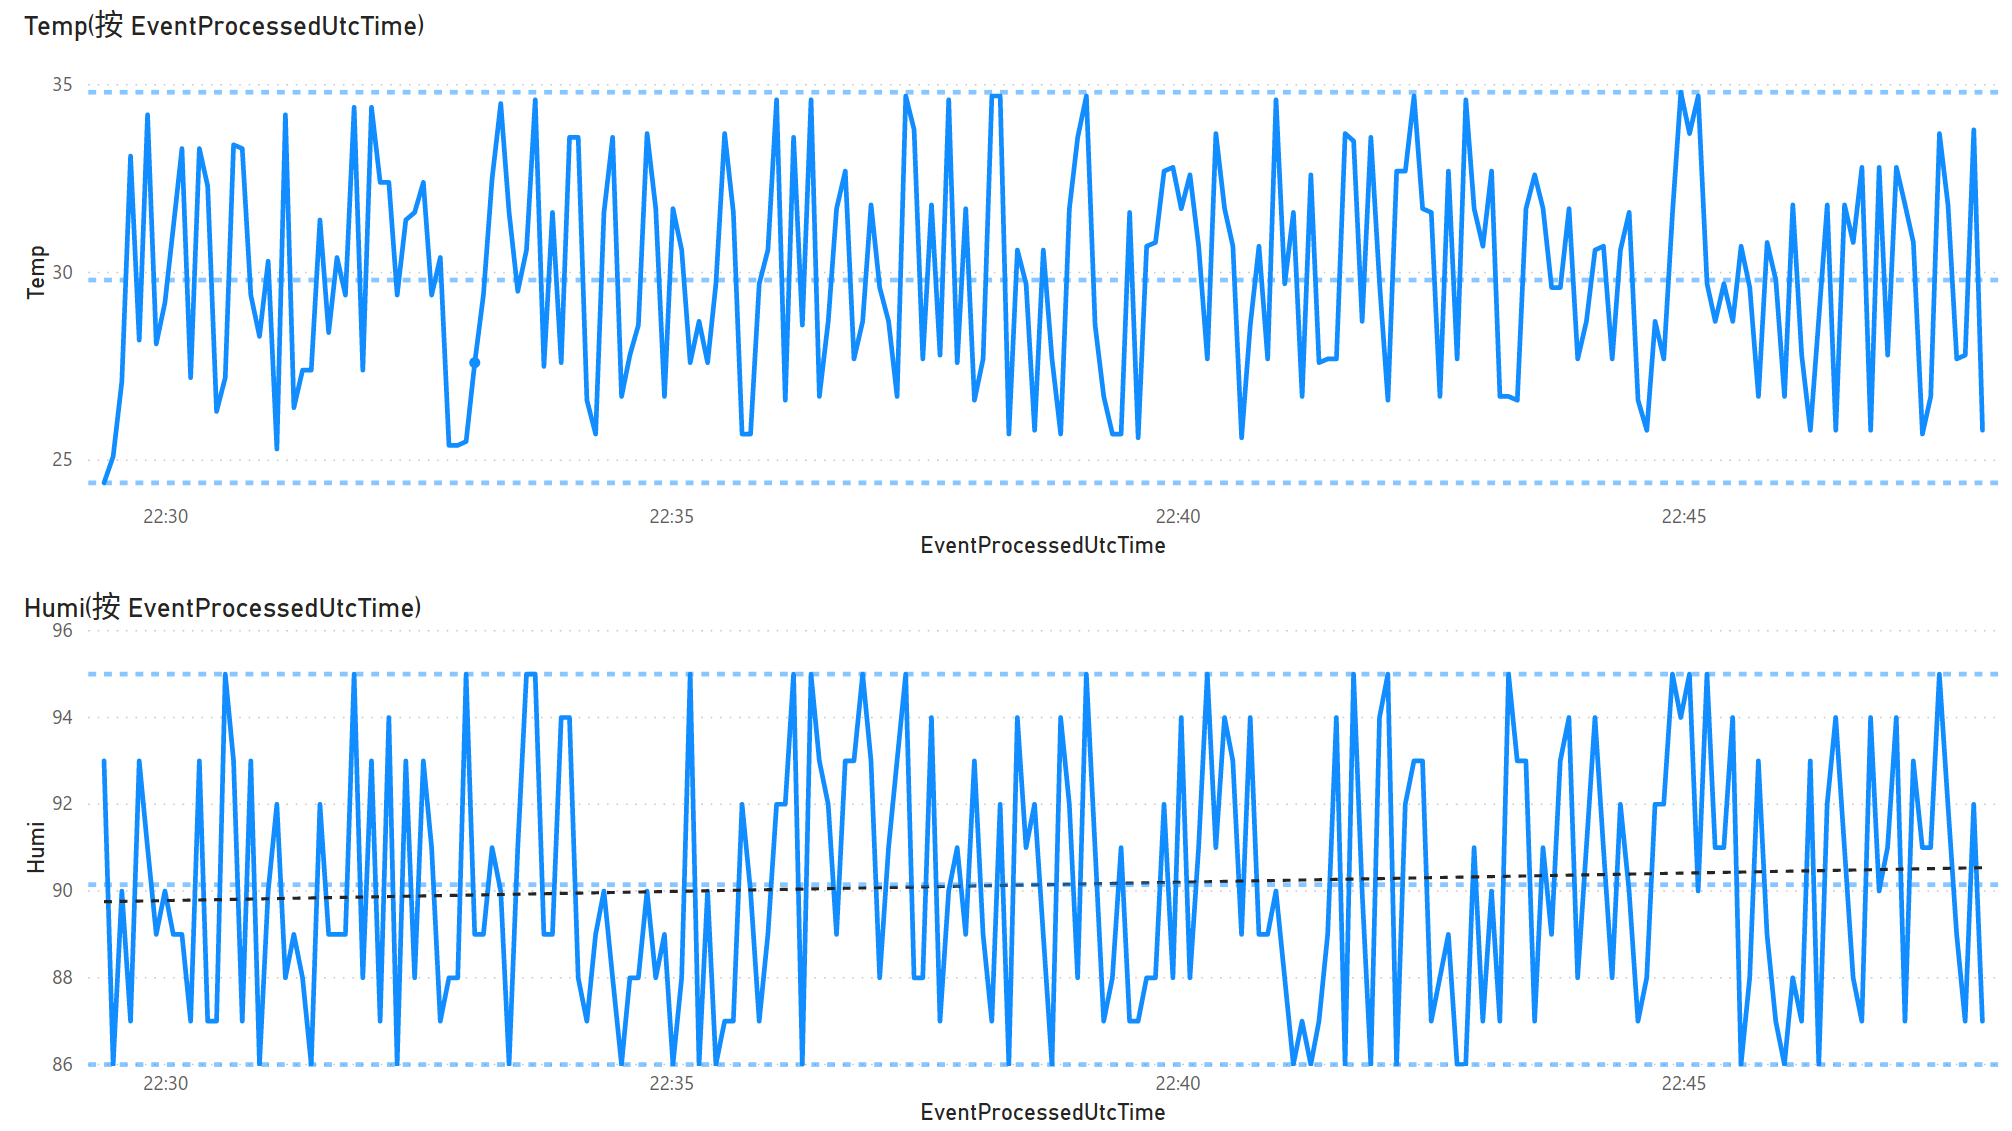 Temp(按 EventProcessedUtcTime)
35
30
25
Temp
22:30 22:35 22:40 22:45
EventProcessedUtcTime
Humi(按 EventProcessedUtcTime)
96
94
92
90
88
86
Humi
22:30 22:35 22:40 22:45
EventProcessedUtcTime